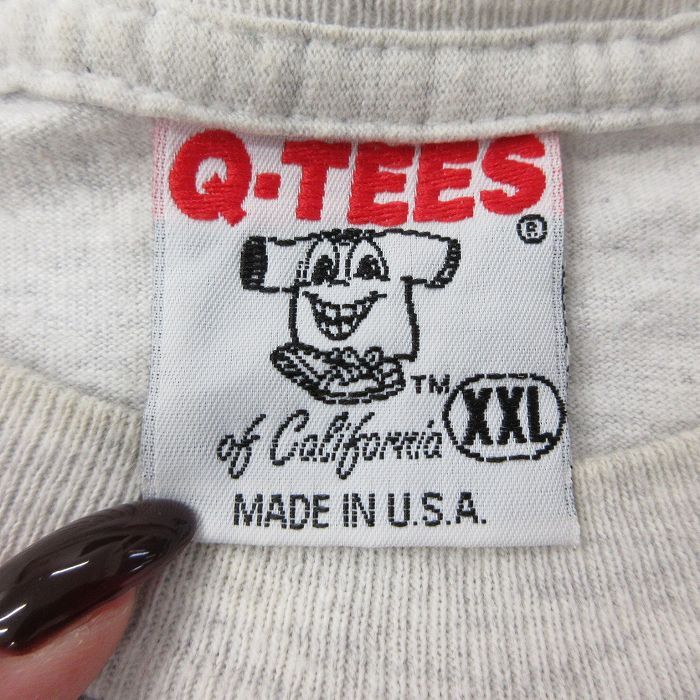 Q-TEES
®
TM
XXL
of California
MADE IN U.S.A.